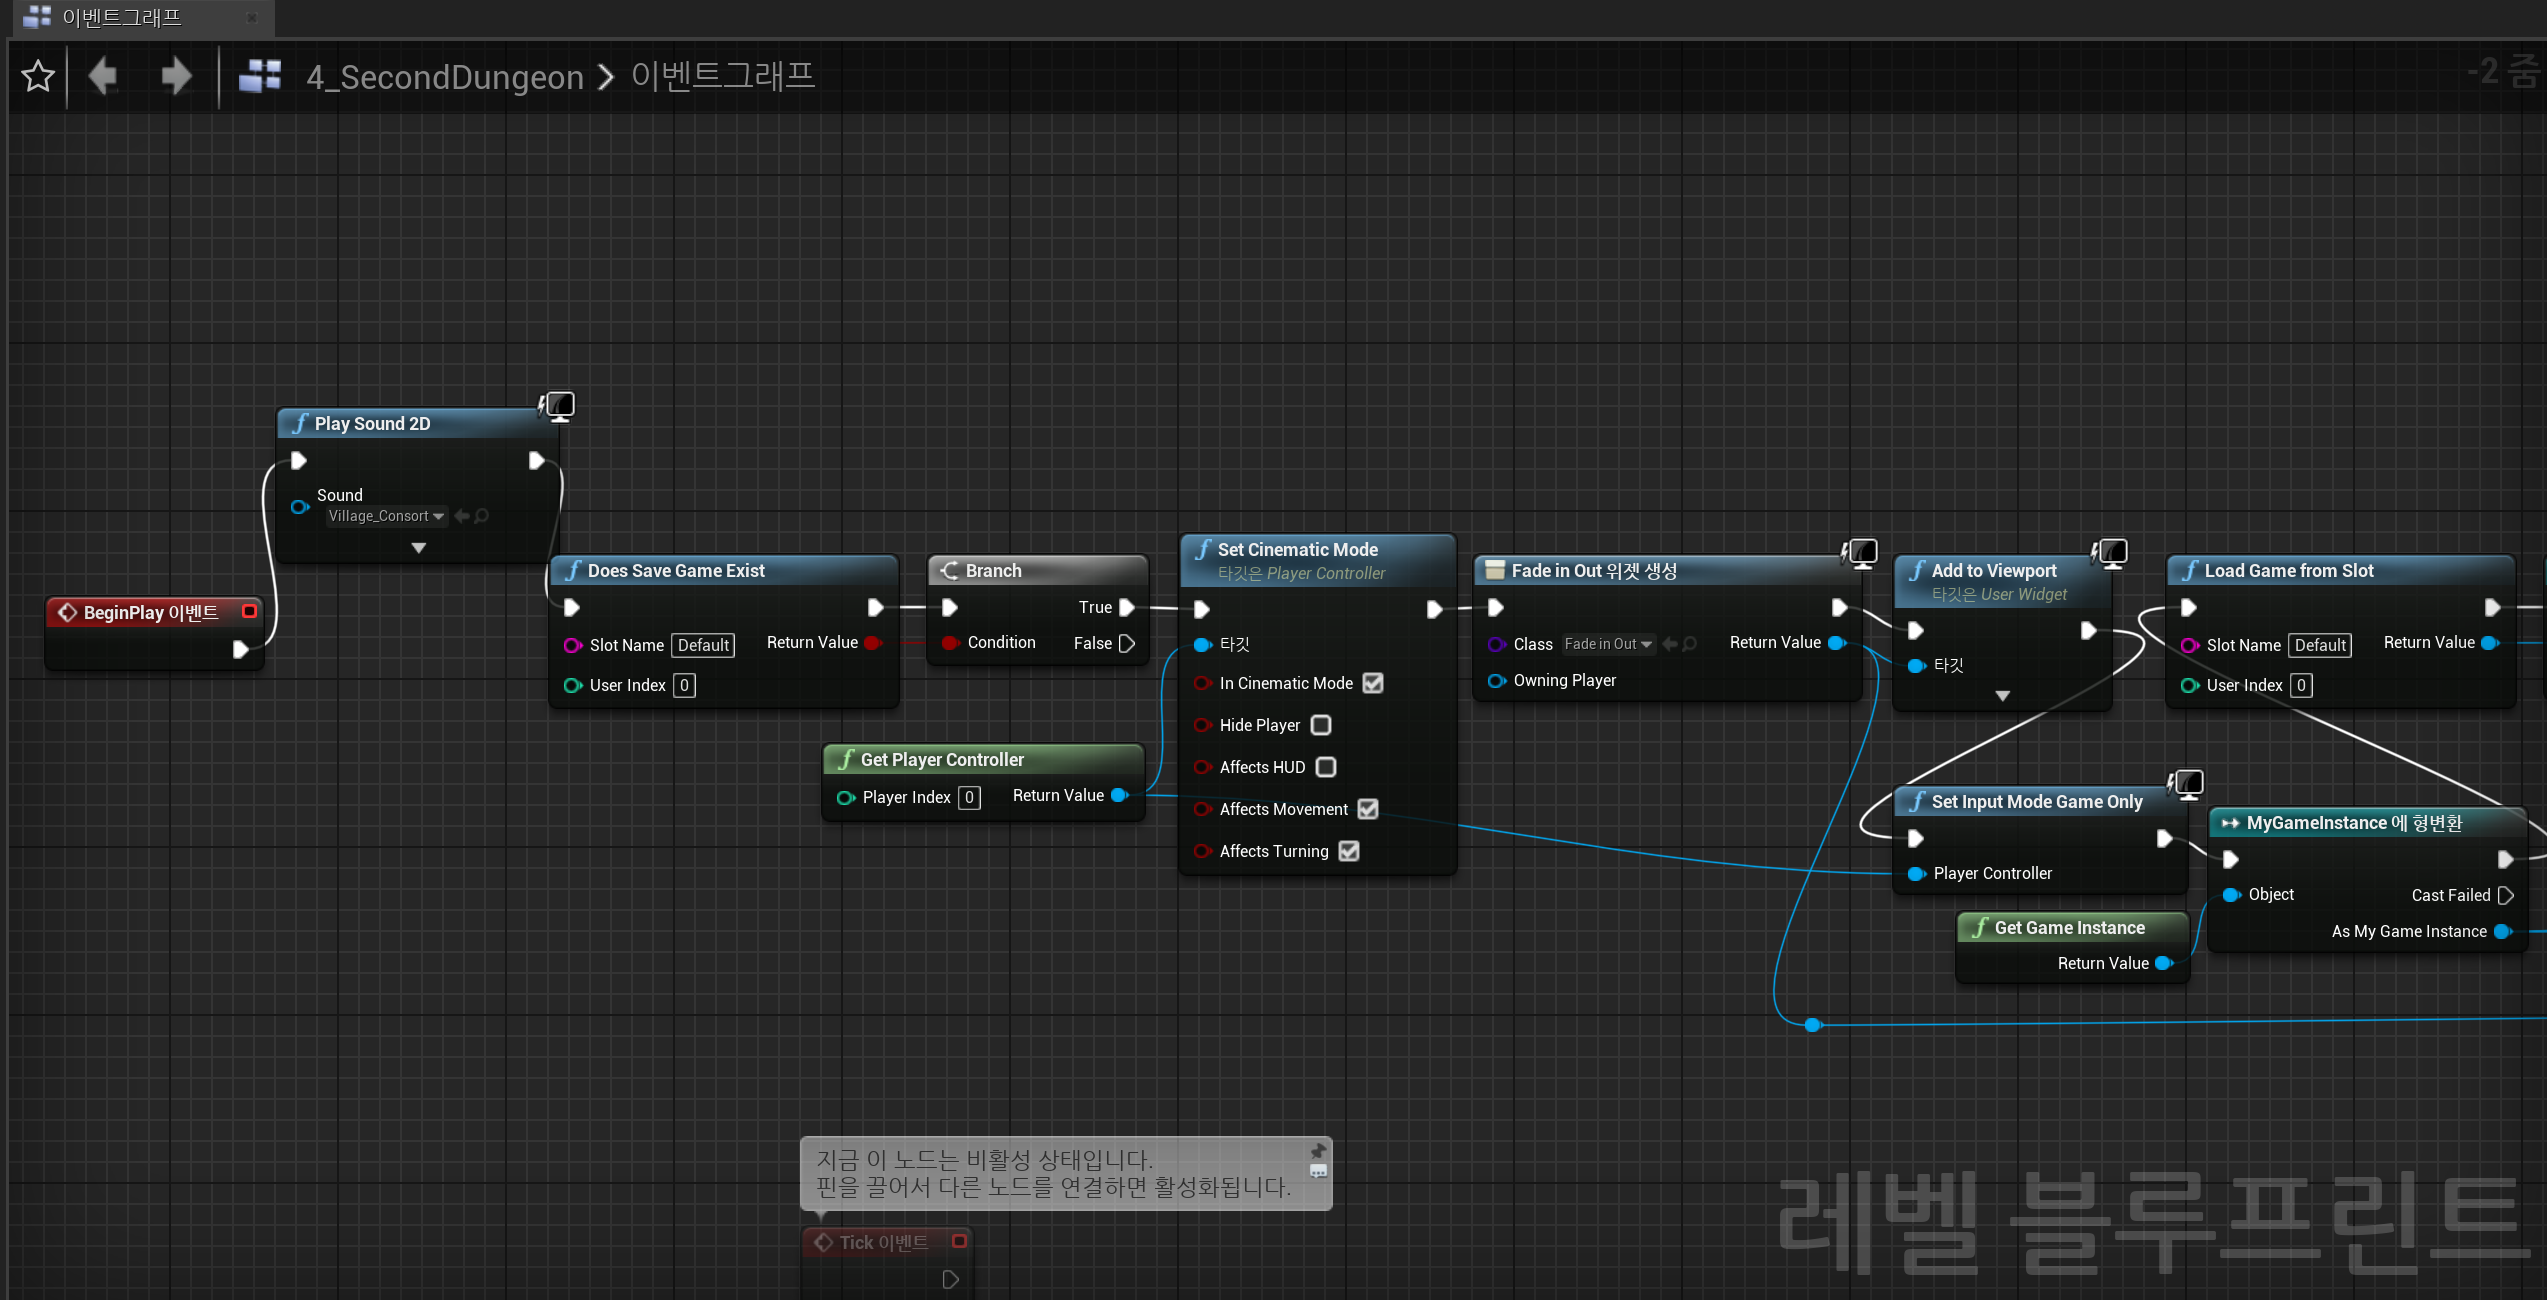 이벤트그래프
4_SecondDungeon > 이벤트그래프
-2 줌
Play Sound 2D
Sound
Village_Consort
BeginPlay 이벤트
Does Save Game Exist
Slot Name Default
Return Value
User Index 0
Branch
True
Condition
False
Get Player Controller
Player Index 0
Return Value
Set Cinematic Mode
타깃은 Player Controller
타깃
In Cinematic Mode
Hide Player
Affects HUD
Affects Movement
Affects Turning
Fade in Out 위젯 생성
Class Fade in Out
Return Value
Owning Player
Add to Viewport
타깃은 User Widget
타깃
Load Game from Slot
Slot Name Default
Return Value
User Index 0
Set Input Mode Game Only
Player Controller
Get Game Instance
Return Value
MyGameInstance 에 형변환
Object
Cast Failed
As My Game Instance
지금 이 노드는 비활성 상태입니다.
핀을 끌어서 다른 노드를 연결하면 활성화됩니다.
Tick 이벤트
레벨 블루프린트